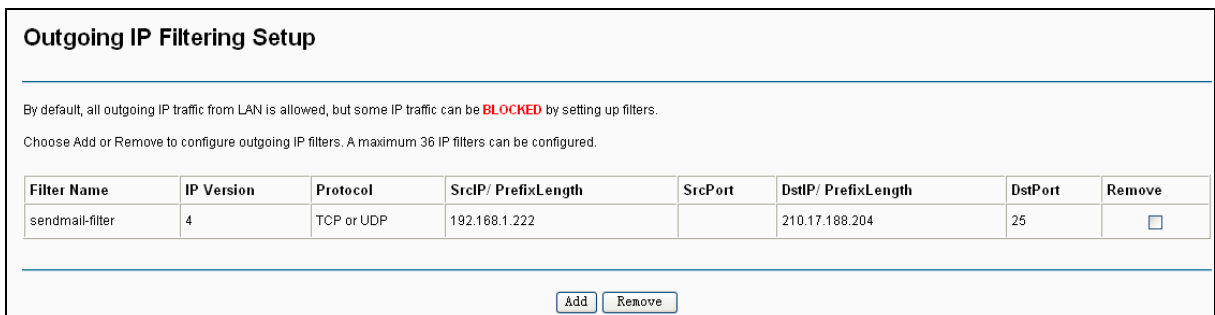 Outgoing IP Filtering Setup
By default, all outgoing IP traffic from LAN is allowed, but some IP traffic can be BLOCKED by setting up filters.
Choose Add or Remove to configure outgoing IP filters. A maximum 36 IP filters can be configured.
Filter Name IP Version Protocol SrcIP/ PrefixLength SrcPort DstIP/ PrefixLength DstPort Remove
sendmail-filter 4 TCP or UDP 192.168.1.222 210.17.188.204 25
Add Remove